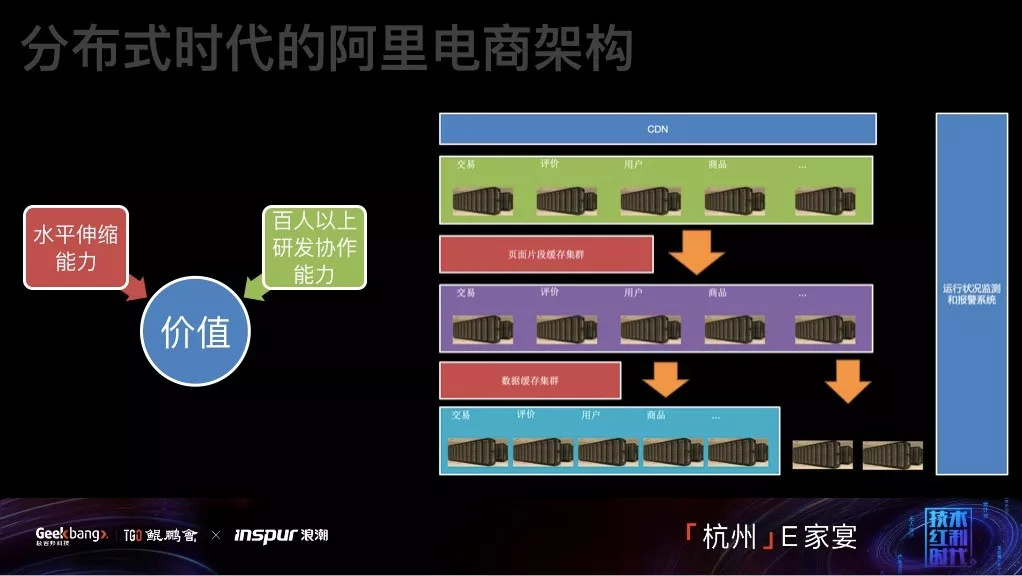 分布式时代的阿里电商架构
水平伸缩
能力
百人以上
研发协作
能力
价值
CDN
交易 评价 用户 商品 ...
页面片段缓存集群
交易 评价 用户 商品 ...
数据缓存集群
交易 评价 用户 商品 ...
运行状况监测
和报警系统
Geekbang>.
极客邦科技
TGO 鲲鹏會
×
inspur 浪潮
「杭州」E家宴
技术
红利
时代。